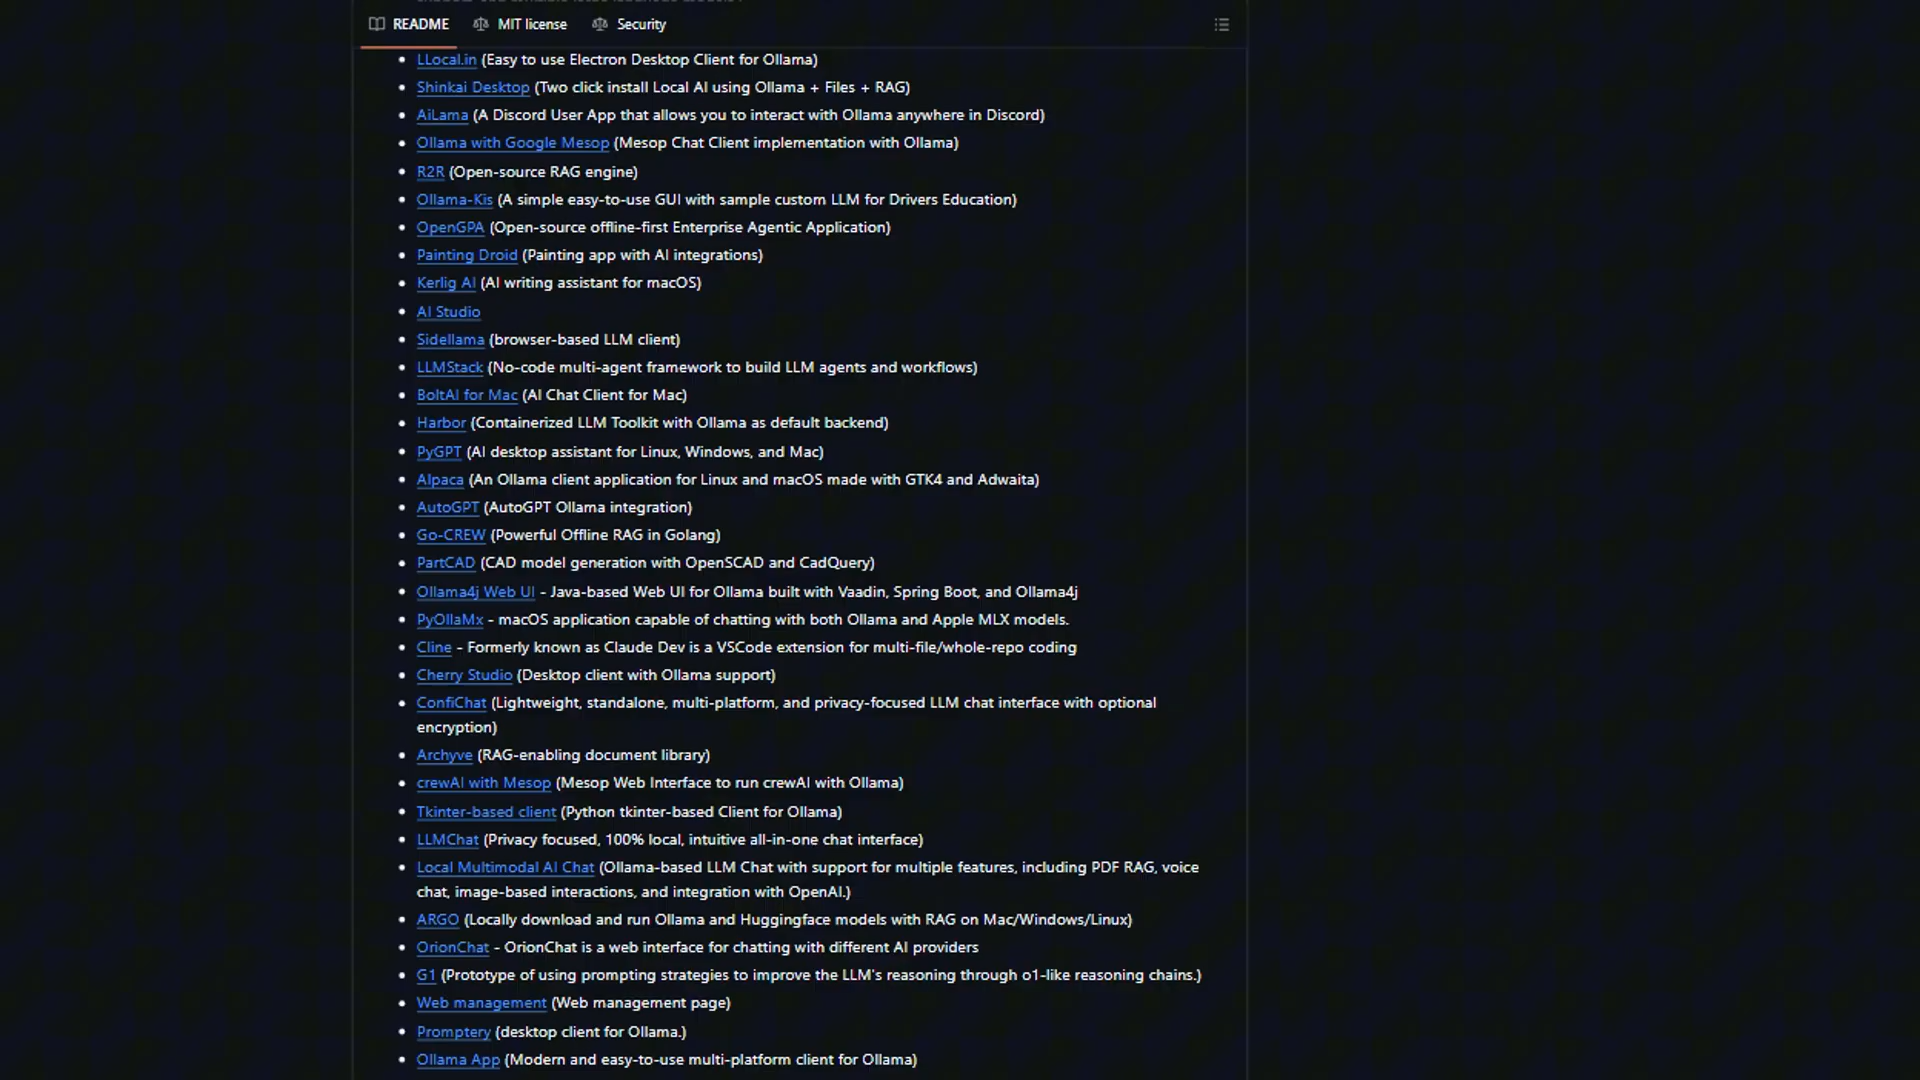 README MIT license Security
LLocal.in (Easy to use Electron Desktop Client for Ollama)
Shinkai Desktop (Two click install Local AI using Ollama + Files + RAG)
AiLama (A Discord User App that allows you to interact with Ollama anywhere in Discord)
Ollama with Google Mesop (Mesop Chat Client implementation with Ollama)
R2R (Open-source RAG engine)
Ollama-Kis (A simple easy-to-use GUI with sample custom LLM for Drivers Education)
OpenGPA (Open-source offline-first Enterprise Agentic Application)
Painting Droid (Painting app with AI integrations)
Kerlig AI (AI writing assistant for macOS)
AI Studio
Sidellama (browser-based LLM client)
LLMStack (No-code multi-agent framework to build LLM agents and workflows)
BoltAI for Mac (AI Chat Client for Mac)
Harbor (Containerized LLM Toolkit with Ollama as default backend)
PyGPT (AI desktop assistant for Linux, Windows, and Mac)
Alpaca (An Ollama client application for Linux and macOS made with GTK4 and Adwaita)
AutoGPT (AutoGPT Ollama integration)
Go-CREW (Powerful Offline RAG in Golang)
PartCAD (CAD model generation with OpenSCAD and CadQuery)
Ollama4j Web UI - Java-based Web UI for Ollama built with Vaadin, Spring Boot, and Ollama4j
PyOllaMx - macOS application capable of chatting with both Ollama and Apple MLX models.
Cline - Formerly known as Claude Dev is a VSCode extension for multi-file/whole-repo coding
Cherry Studio (Desktop client with Ollama support)
ConfiChat (Lightweight, standalone, multi-platform, and privacy-focused LLM chat interface with optional
encryption)
Archyve (RAG-enabling document library)
crewAI with Mesop (Mesop Web Interface to run crewAI with Ollama)
Tkinter-based client (Python tkinter-based Client for Ollama)
LLMChat (Privacy focused, 100% local, intuitive all-in-one chat interface)
Local Multimodal AI Chat (Ollama-based LLM Chat with support for multiple features, including PDF RAG, voice
chat, image-based interactions, and integration with OpenAI.)
ARGO (Locally download and run Ollama and Huggingface models with RAG on Mac/Windows/Linux)
OrionChat - OrionChat is a web interface for chatting with different AI providers
G1 (Prototype of using prompting strategies to improve the LLM's reasoning through o1-like reasoning chains.)
Web management (Web management page)
Promptery (desktop client for Ollama.)
Ollama App (Modern and easy-to-use multi-platform client for Ollama)